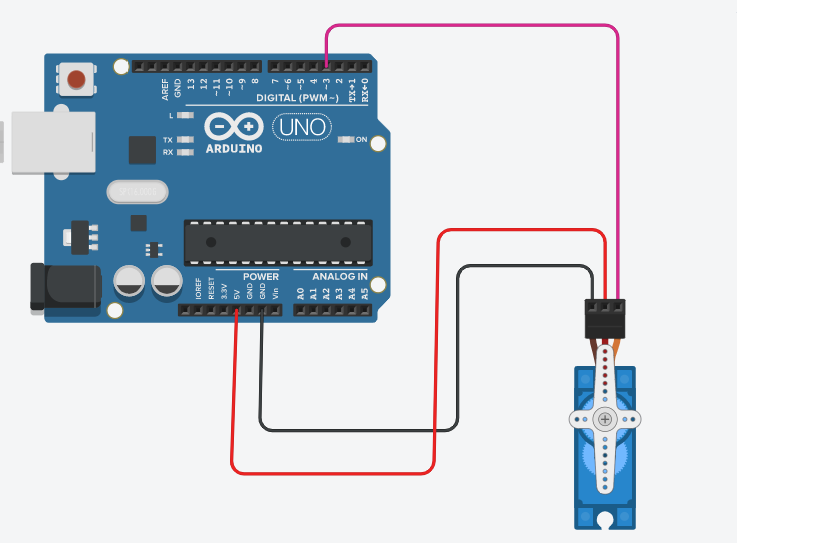 AREF
GND
13
12
~11
~10
~9
8
7
~6
~5
4
~3
2
TX→1
RX←0
DIGITAL (PWM~)
L
TX
RX
UNO
ON
ARDUINO
POWER
ANALOG IN
IOREF
RESET
3.3V
5V
GND
GND
Vin
A0
A1
A2
A3
A4
A5